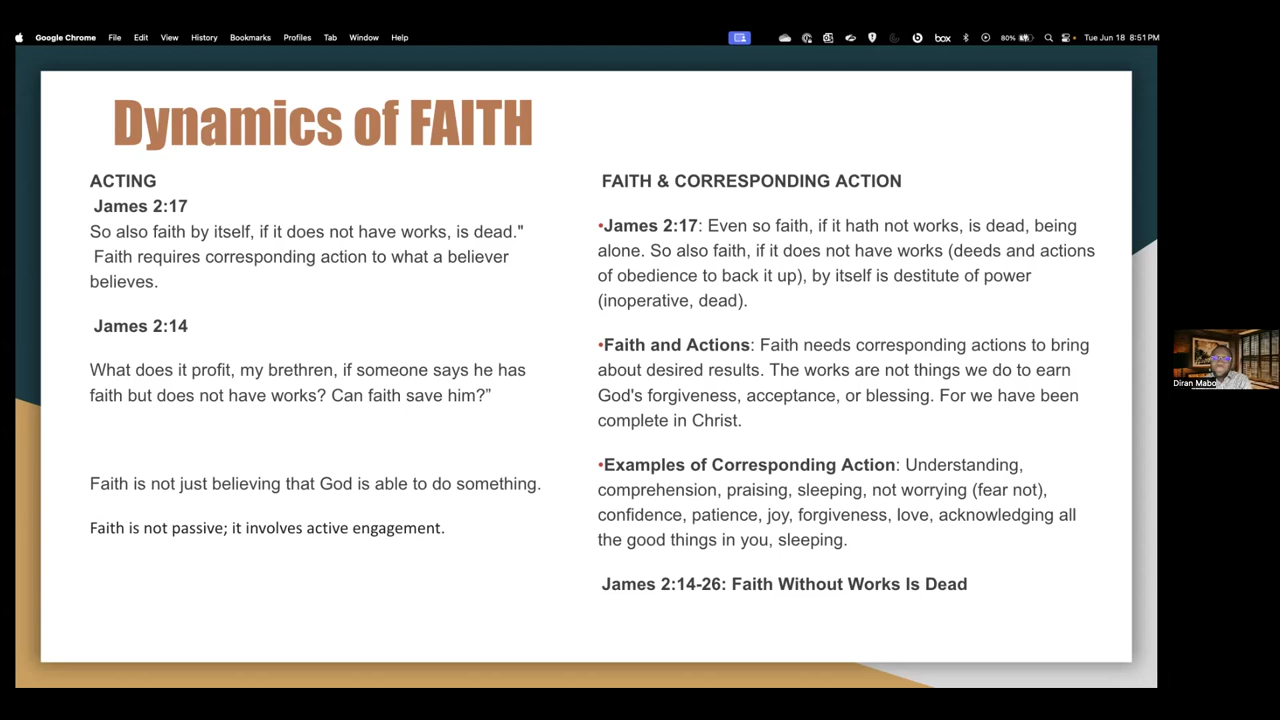 Google Chrome File Edit View History Bookmarks Profiles Tab Window Help box 80% Tue Jun 18 8:51 PM
Dynamics of FAITH
ACTING
James 2:17
So also faith by itself, if it does not have works, is dead."
Faith requires corresponding action to what a believer
believes.
James 2:14
What does it profit, my brethren, if someone says he has
faith but does not have works? Can faith save him?”
Faith is not just believing that God is able to do something.
Faith is not passive; it involves active engagement.
FAITH & CORRESPONDING ACTION
•James 2:17: Even so faith, if it hath not works, is dead, being
alone. So also faith, if it does not have works (deeds and actions
of obedience to back it up), by itself is destitute of power
(inoperative, dead).
•Faith and Actions: Faith needs corresponding actions to bring
about desired results. The works are not things we do to earn
God's forgiveness, acceptance, or blessing. For we have been
complete in Christ.
•Examples of Corresponding Action: Understanding,
comprehension, praising, sleeping, not worrying (fear not),
confidence, patience, joy, forgiveness, love, acknowledging all
the good things in you, sleeping.
James 2:14-26: Faith Without Works Is Dead
Diran Mabo